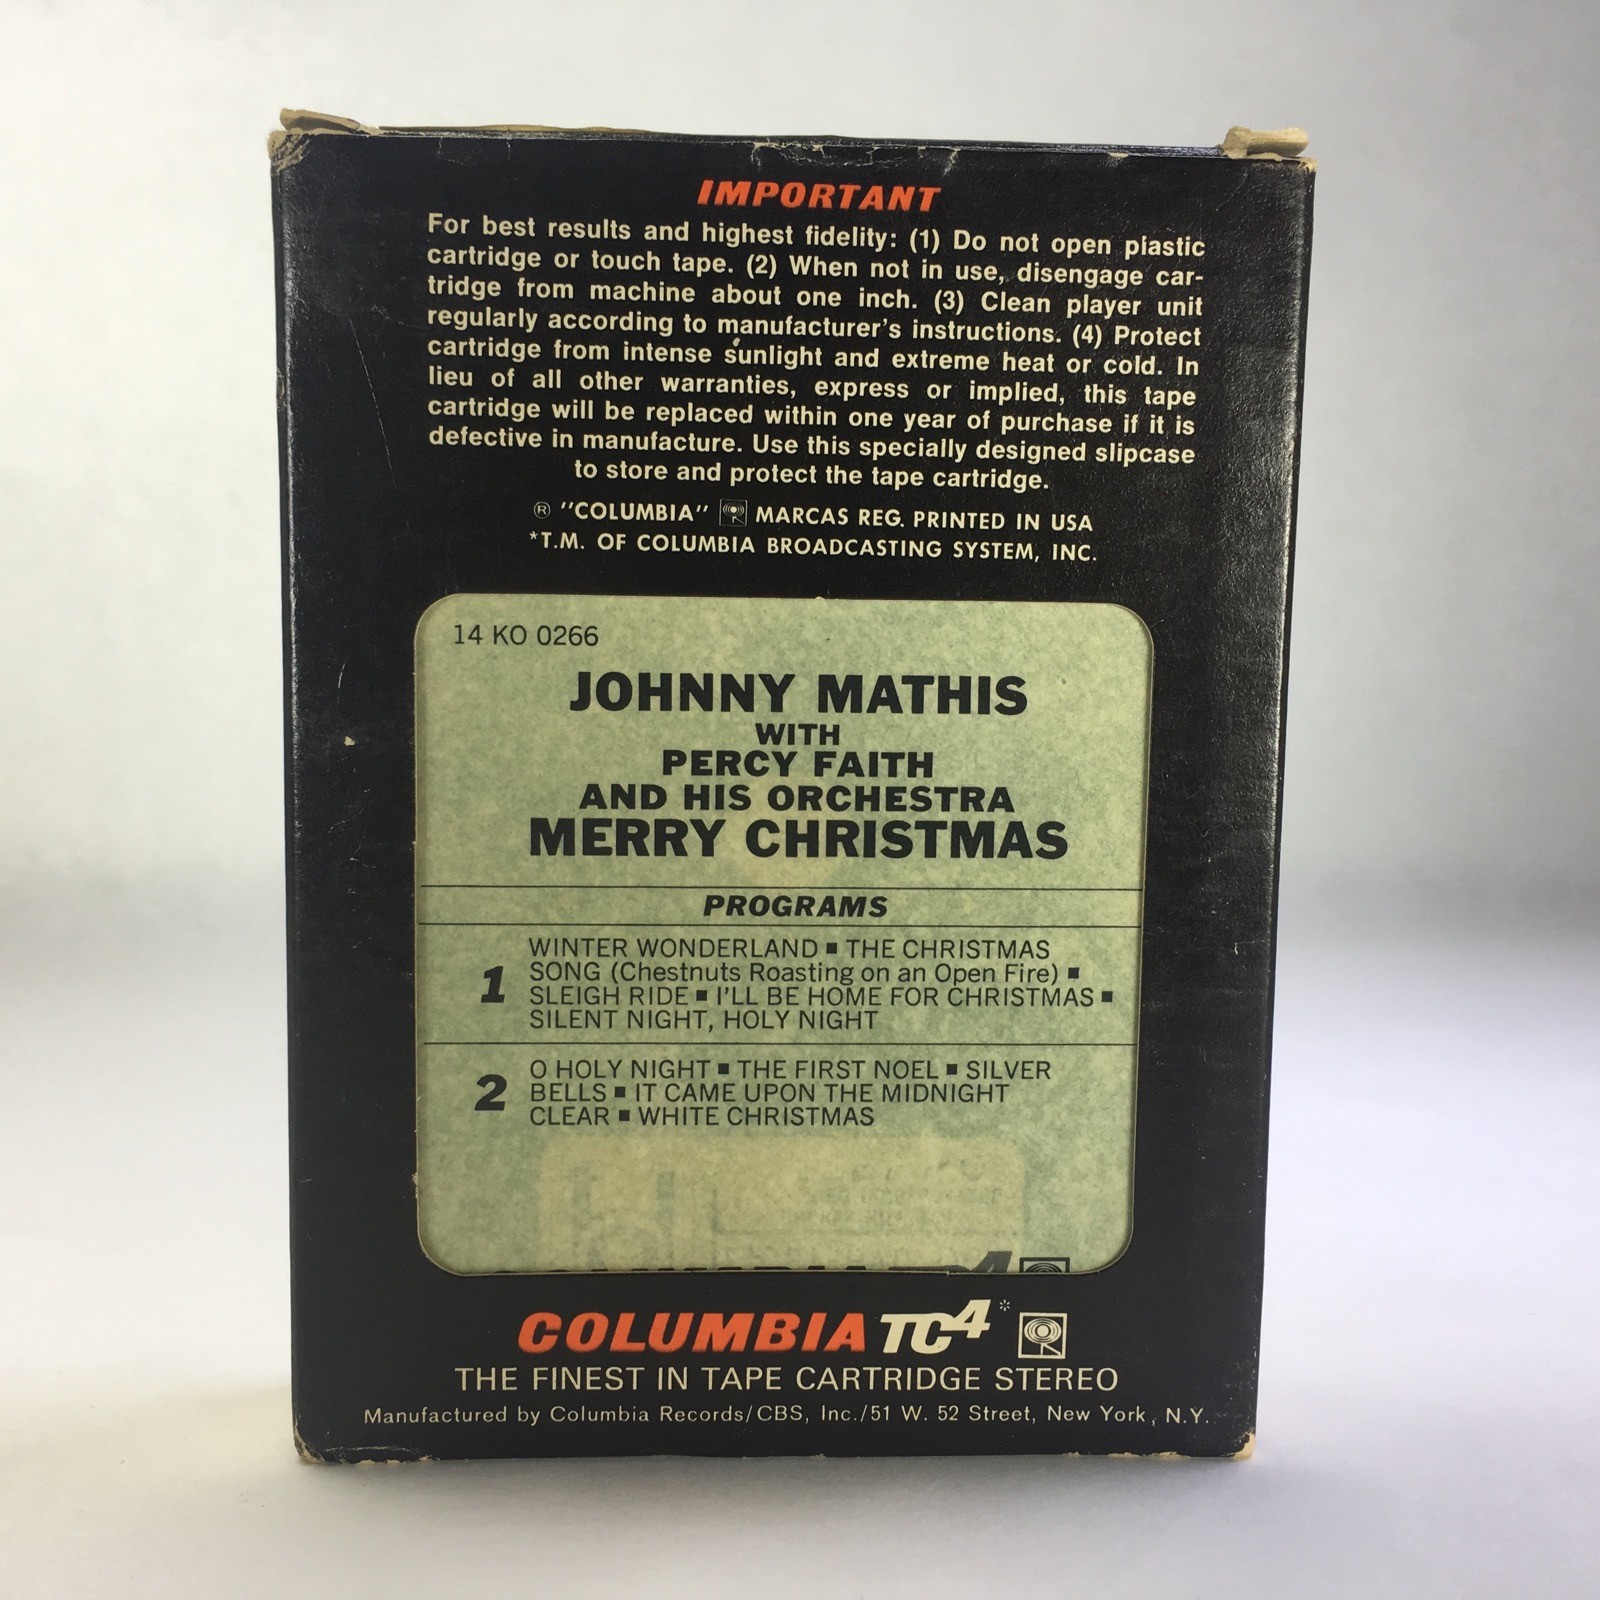 IMPORTANT
For best results and highest fidelity: (1) Do not open plastic
cartridge or touch tape. (2) When not in use, disengage car-
tridge from machine about one inch. (3) Clean player unit
regularly according to manufacturer's instructions. (4) Protect
cartridge from intense sunlight and extreme heat or cold. In
lieu of all other warranties, express or implied, this tape
cartridge will be replaced within one year of purchase if it is
defective in manufacture. Use this specially designed slipcase
to store and protect the tape cartridge.
® "COLUMBIA" MARCAS REG. PRINTED IN USA
*T.M. OF COLUMBIA BROADCASTING SYSTEM, INC.
14 KO 0266
JOHNNY MATHIS
WITH
PERCY FAITH
AND HIS ORCHESTRA
MERRY CHRISTMAS
PROGRAMS
1
WINTER WONDERLAND ■ THE CHRISTMAS
SONG (Chestnuts Roasting on an Open Fire) ■
SLEIGH RIDE ■ I'LL BE HOME FOR CHRISTMAS ■
SILENT NIGHT, HOLY NIGHT
2
O HOLY NIGHT ■ THE FIRST NOEL ■ SILVER
BELLS ■ IT CAME UPON THE MIDNIGHT
CLEAR ■ WHITE CHRISTMAS
COLUMBIA TC4*
THE FINEST IN TAPE CARTRIDGE STEREO
Manufactured by Columbia Records/CBS, Inc./51 W. 52 Street, New York, N.Y.